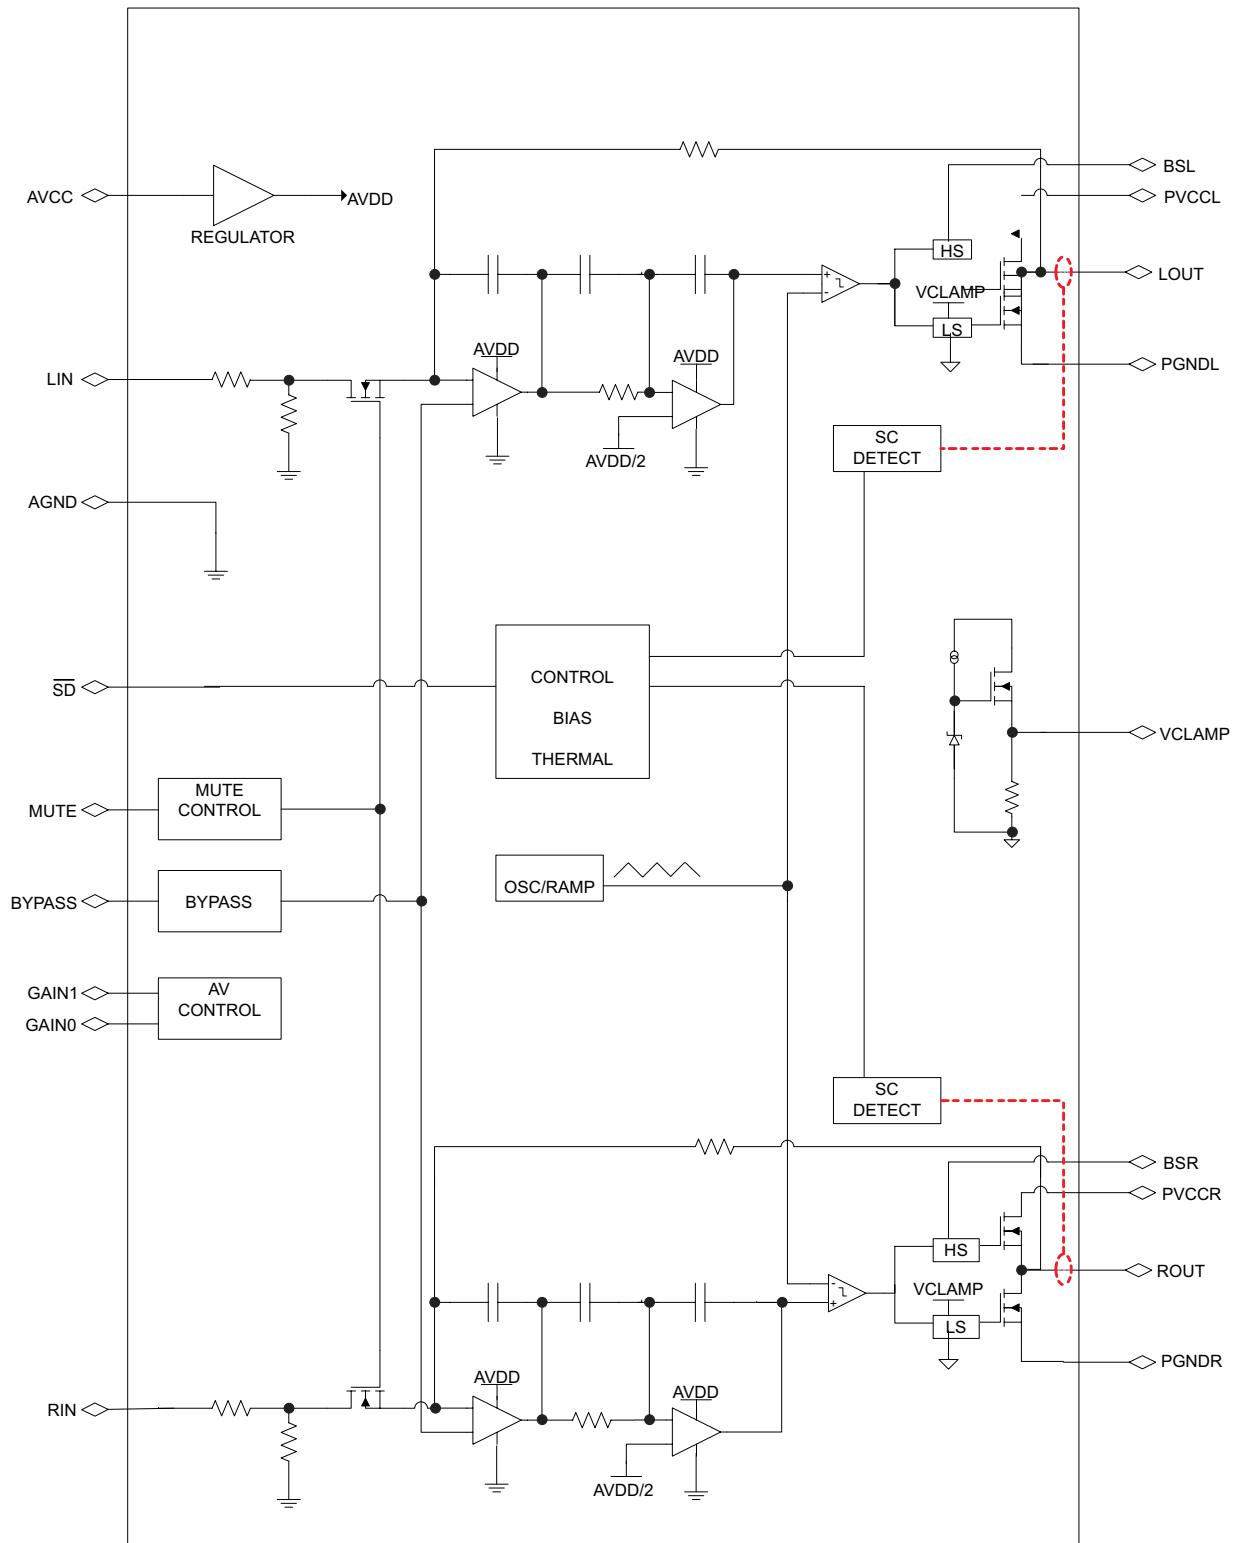 BSL
AVCC
AVDD
PVCCL
REGULATOR
HS
LOUT
VCLAMP
LS
AVDD
AVDD
LIN
PGNDL
SC
DETECT
AVDD/2
AGND
CONTROL
BIAS
THERMAL
SD
VCLAMP
MUTE
MUTE
CONTROL
OSC/RAMP
BYPASS
BYPASS
GAIN1
GAIN0
AV
CONTROL
SC
DETECT
BSR
PVCCR
HS
ROUT
VCLAMP
LS
AVDD
AVDD
PGNDR
RIN
AVDD/2